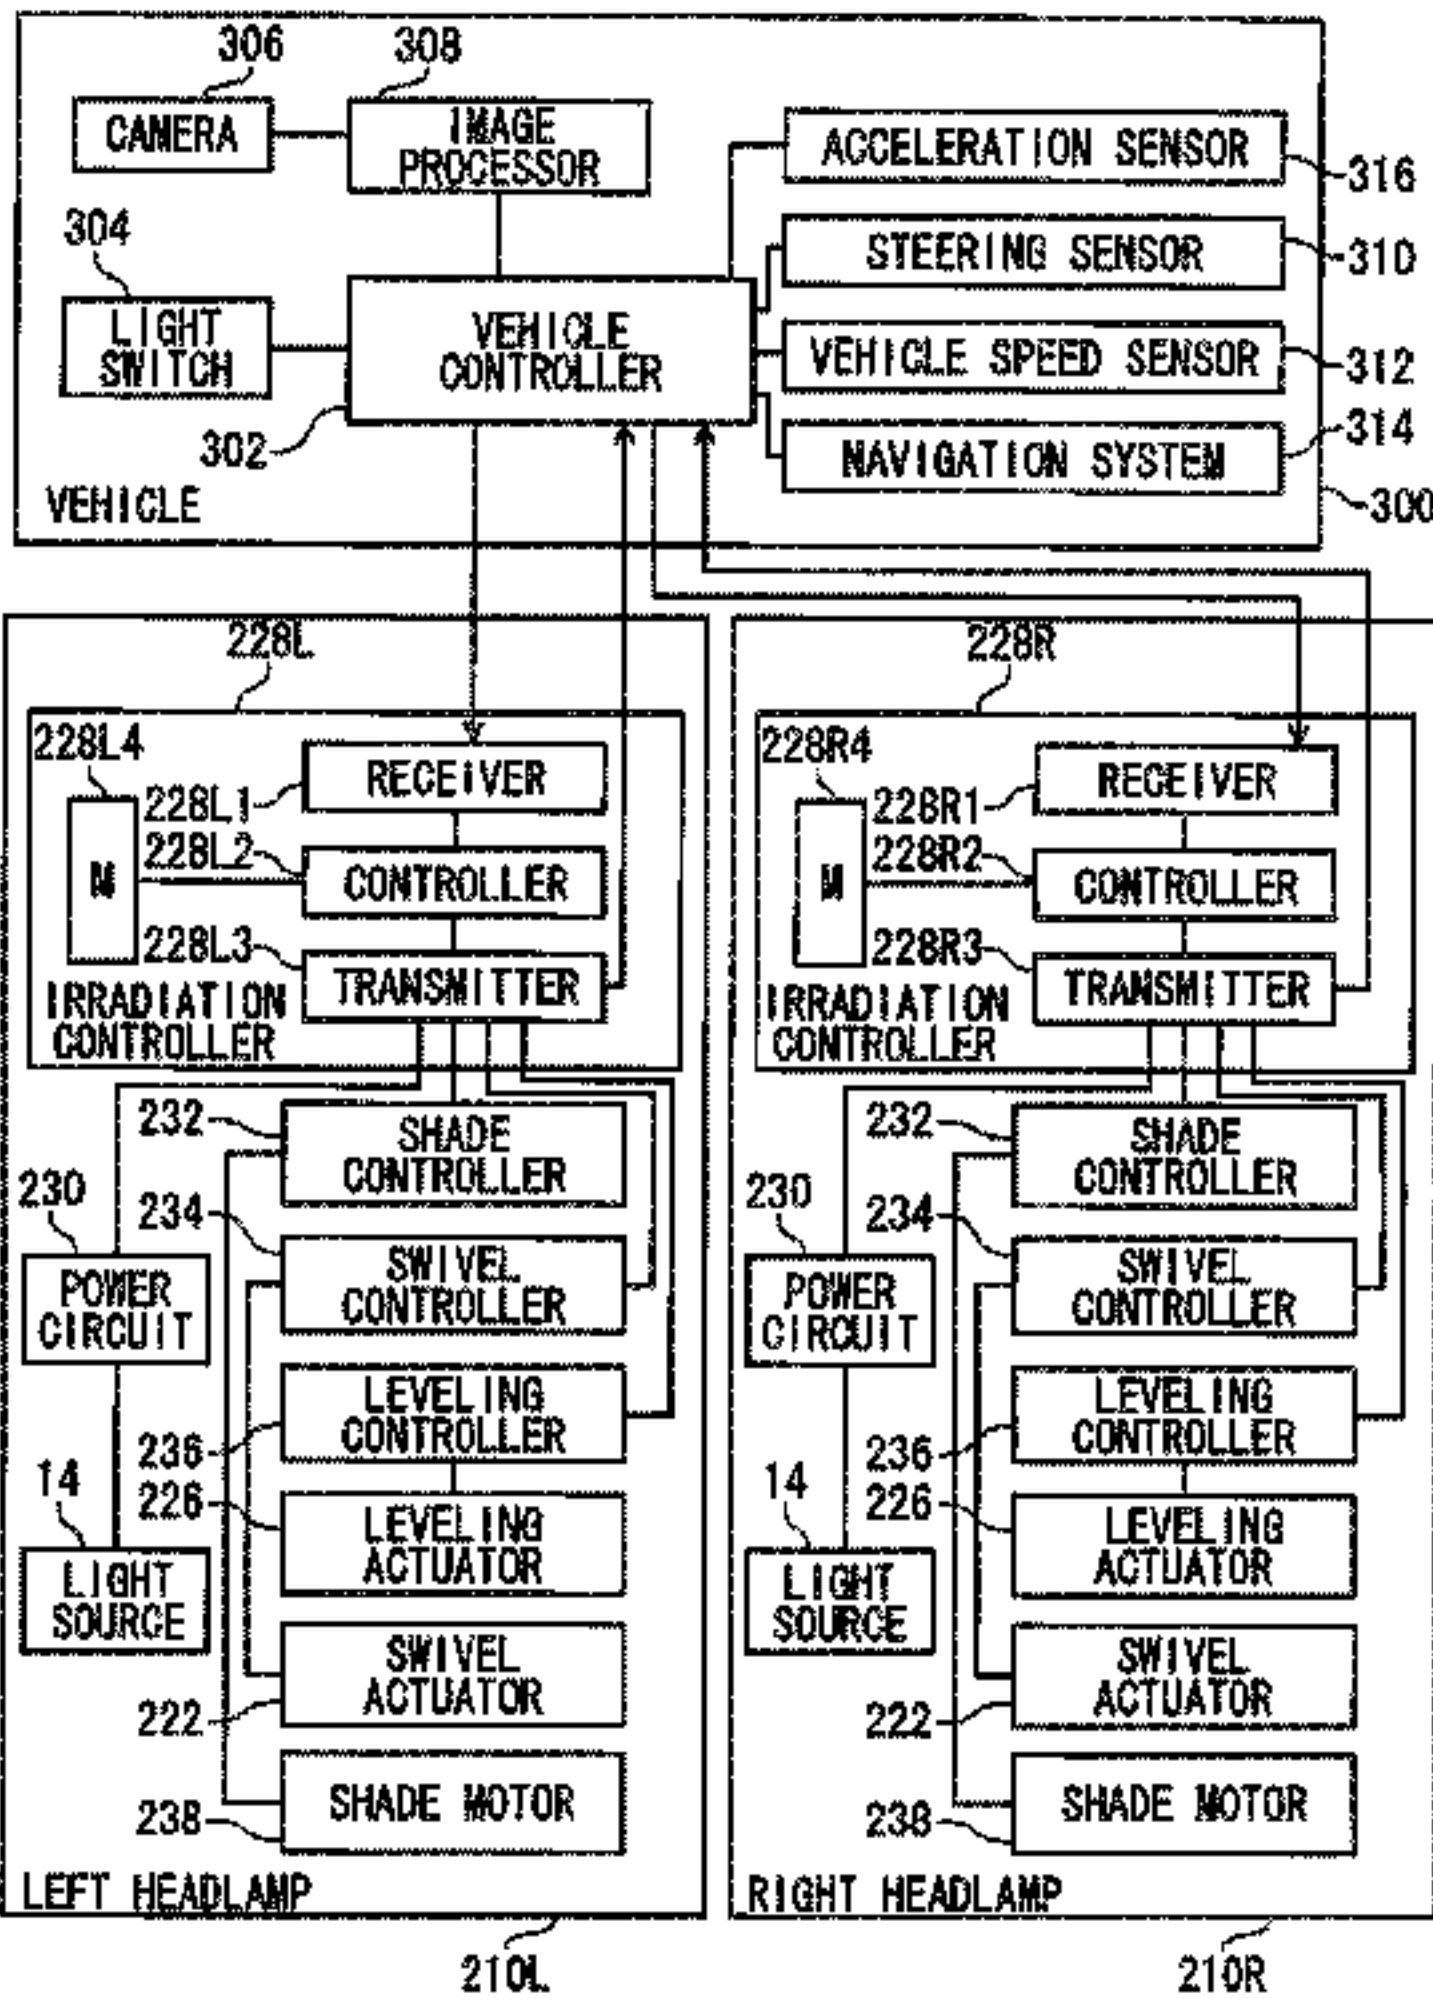 306
308
CAMERA
IMAGE
PROCESSOR
ACCELERATION SENSOR
316
304
STEERING SENSOR
310
LIGHT
SWITCH
VEHICLE
CONTROLLER
VEHICLE SPEED SENSOR
312
302
NAVIGATION SYSTEM
314
VEHICLE
300
228L
228L4
RECEIVER
228L1
228L2
M
CONTROLLER
228L3
TRANSMITTER
IRRADIATION
CONTROLLER
232
SHADE
CONTROLLER
230
234
SWIVEL
CONTROLLER
POWER
CIRCUIT
LEVELING
CONTROLLER
236
14
226
LEVELING
ACTUATOR
LIGHT
SOURCE
SWIVEL
ACTUATOR
222
SHADE MOTOR
238
LEFT HEADLAMP
210L
228R
228R4
RECEIVER
228R1
228R2
M
CONTROLLER
228R3
TRANSMITTER
IRRADIATION
CONTROLLER
232
SHADE
CONTROLLER
230
234
SWIVEL
CONTROLLER
POWER
CIRCUIT
LEVELING
CONTROLLER
236
14
226
LEVELING
ACTUATOR
LIGHT
SOURCE
SWIVEL
ACTUATOR
222
SHADE MOTOR
238
RIGHT HEADLAMP
210R